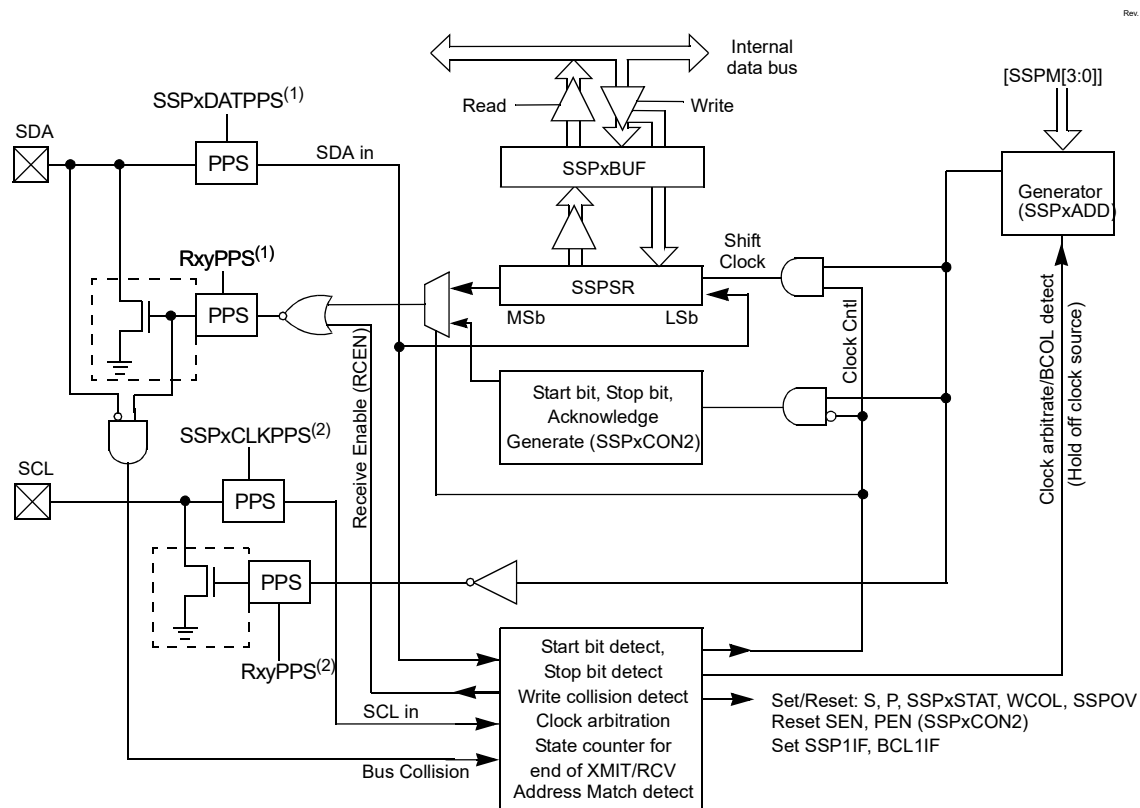 Rev.
Internal
data bus
[SSPM[3:0]]
SSPxDATPPS(1)
Read
Write
SDA
PPS
SDA in
SSPxBUF
Generator
(SSPxADD)
RxyPPS(1)
Shift
Clock
PPS
SSPSR
MSb
LSb
Receive Enable (RCEN)
Clock Cntl
Clock arbitrate/BCOL detect
(Hold off clock source)
Start bit, Stop bit,
Acknowledge
Generate (SSPxCON2)
SSPxCLKPPS(2)
SCL
PPS
PPS
RxyPPS(2)
Start bit detect,
Stop bit detect
Write collision detect
Clock arbitration
State counter for
end of XMIT/RCV
Address Match detect
SCL in
Bus Collision
Set/Reset: S, P, SSPxSTAT, WCOL, SSPOV
Reset SEN, PEN (SSPxCON2)
Set SSP1IF, BCL1IF